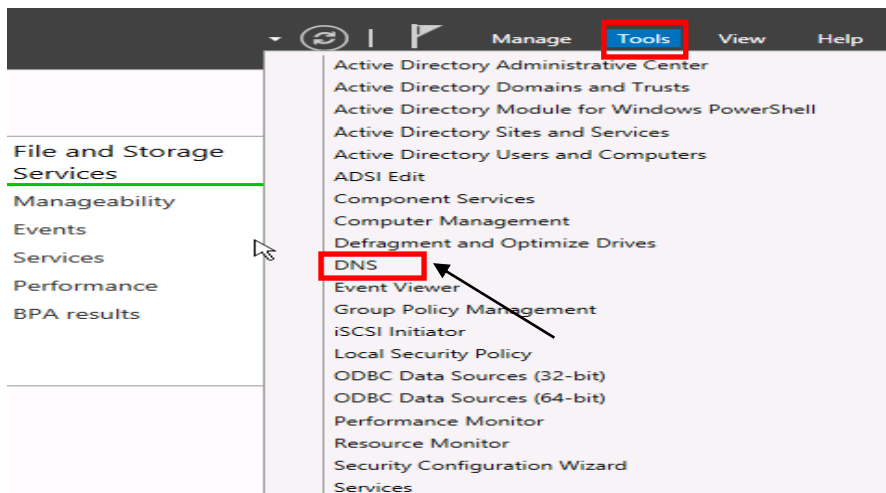 Manage Tools View Help
File and Storage
Services
Manageability
Events
Services
Performance
BPA results
Active Directory Administrative Center
Active Directory Domains and Trusts
Active Directory Module for Windows PowerShell
Active Directory Sites and Services
Active Directory Users and Computers
ADSI Edit
Component Services
Computer Management
Defragment and Optimize Drives
DNS
Event Viewer
Group Policy Management
iSCSI Initiator
Local Security Policy
ODBC Data Sources (32-bit)
ODBC Data Sources (64-bit)
Performance Monitor
Resource Monitor
Security Configuration Wizard
Services